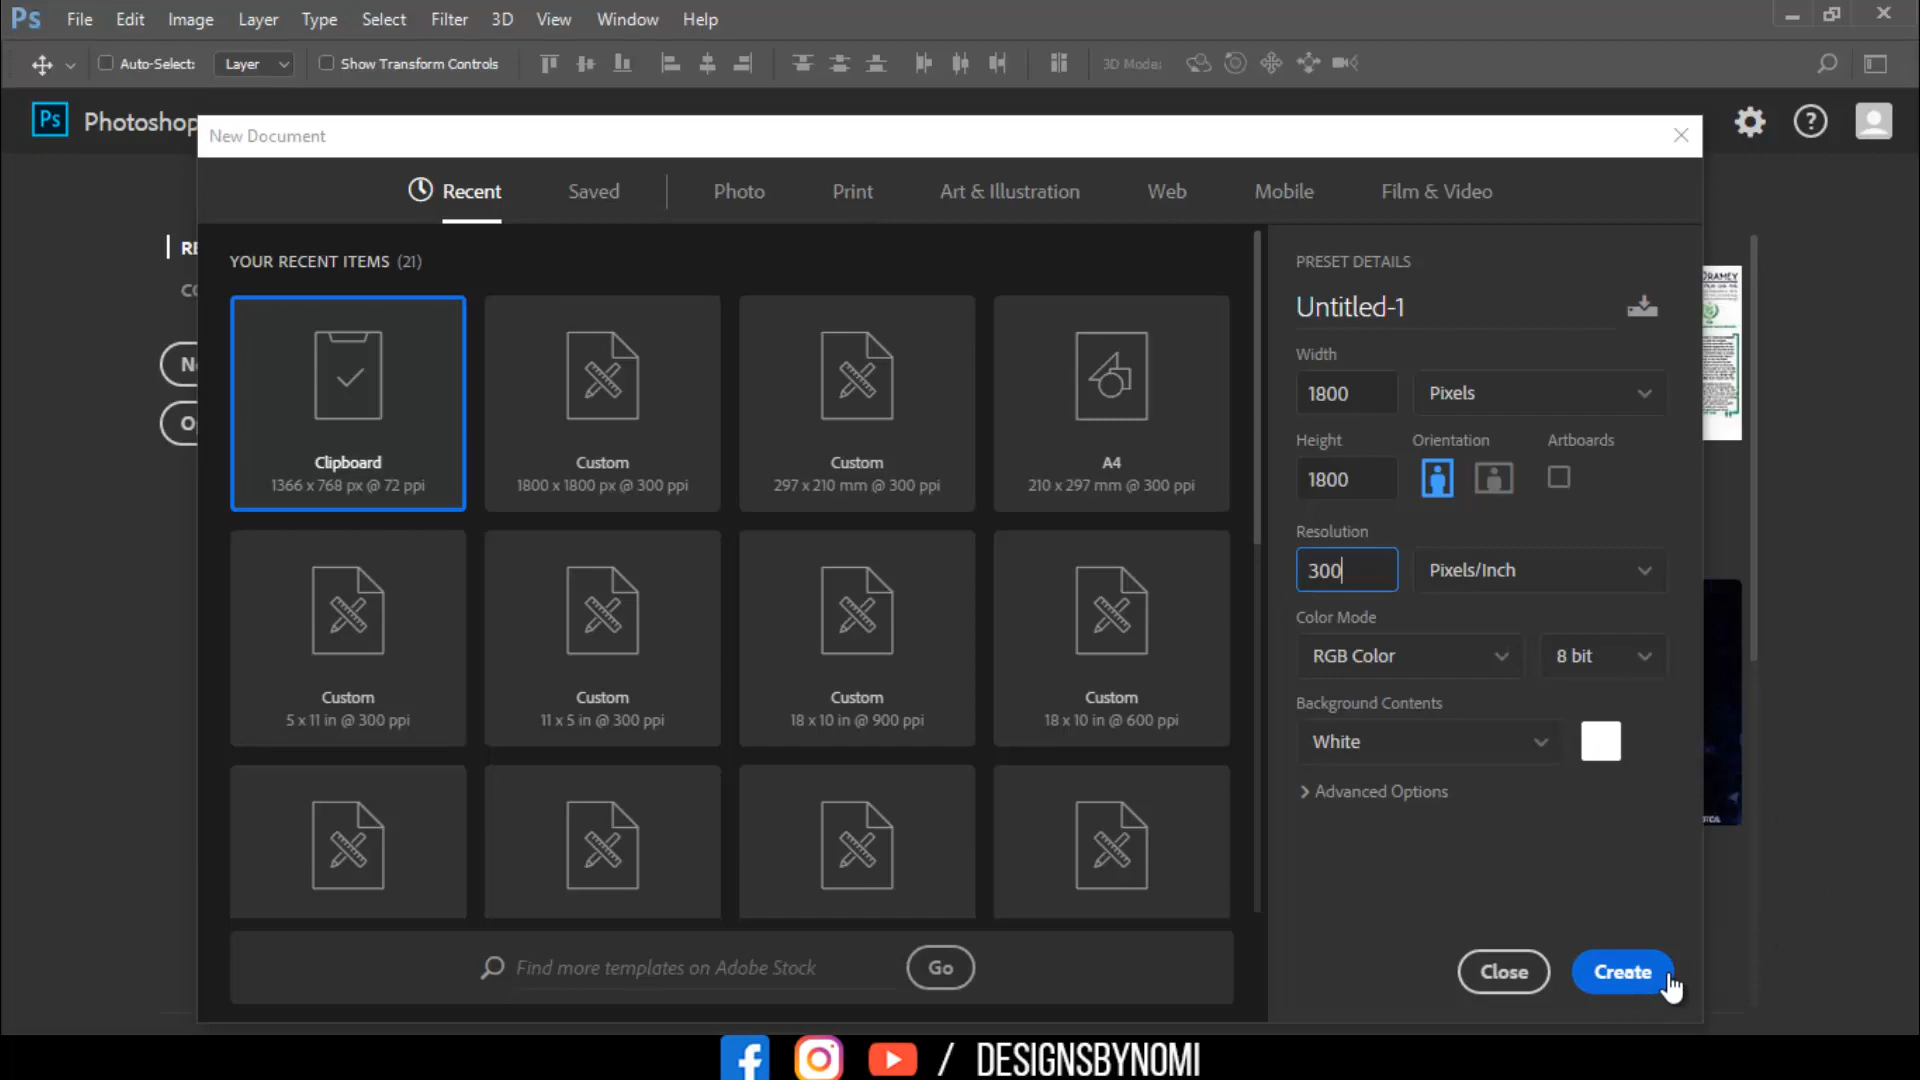 Ps File Edit Image Layer Type Select Filter 3D View Window Help
Auto-Select: Layer Show Transform Controls 3D Mode:
Ps Photoshop
New Document
Recent Saved Photo Print Art & Illustration Web Mobile Film & Video
YOUR RECENT ITEMS (21)
Clipboard
1366 x 768 px @ 72 ppi
Custom
1800 x 1800 px @ 300 ppi
Custom
297 x 210 mm @ 300 ppi
A4
210 x 297 mm @ 300 ppi
Custom
5 x 11 in @ 300 ppi
Custom
11 x 5 in @ 300 ppi
Custom
18 x 10 in @ 900 ppi
Custom
18 x 10 in @ 600 ppi
Find more templates on Adobe Stock Go
PRESET DETAILS
Untitled-1
Width
1800 Pixels
Height Orientation Artboards
1800
Resolution
300 Pixels/Inch
Color Mode
RGB Color 8 bit
Background Contents
White
Advanced Options
Close Create
/ DESIGNSBYNOMI